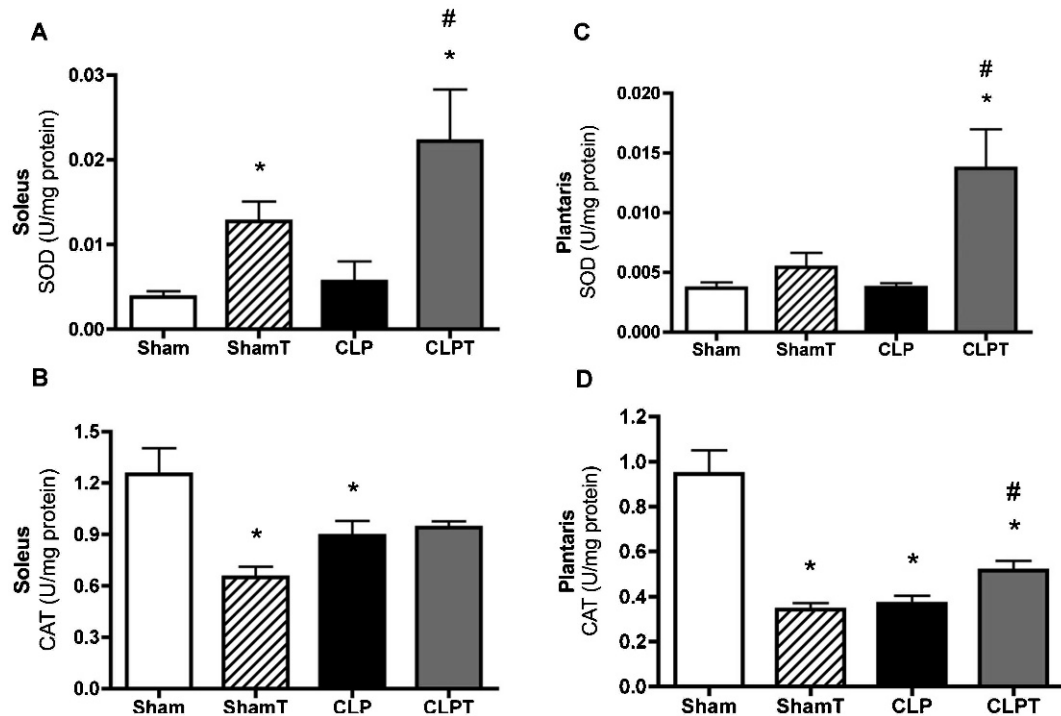 A
#
*
*
0.03
0.02
0.01
0.00
Soleus
SOD (U/mg protein)
Sham ShamT CLP CLPT
C
#
*
0.020
0.015
0.010
0.005
0.000
Plantaris
SOD (U/mg protein)
Sham ShamT CLP CLPT
B
1.5
1.2
0.9
0.6
0.3
0.0
Soleus
CAT (U/mg protein)
*
*
Sham ShamT CLP CLPT
D
1.2
1.0
0.8
0.6
0.4
0.2
0.0
Plantaris
CAT (U/mg protein)
#
*
*
*
Sham ShamT CLP CLPT